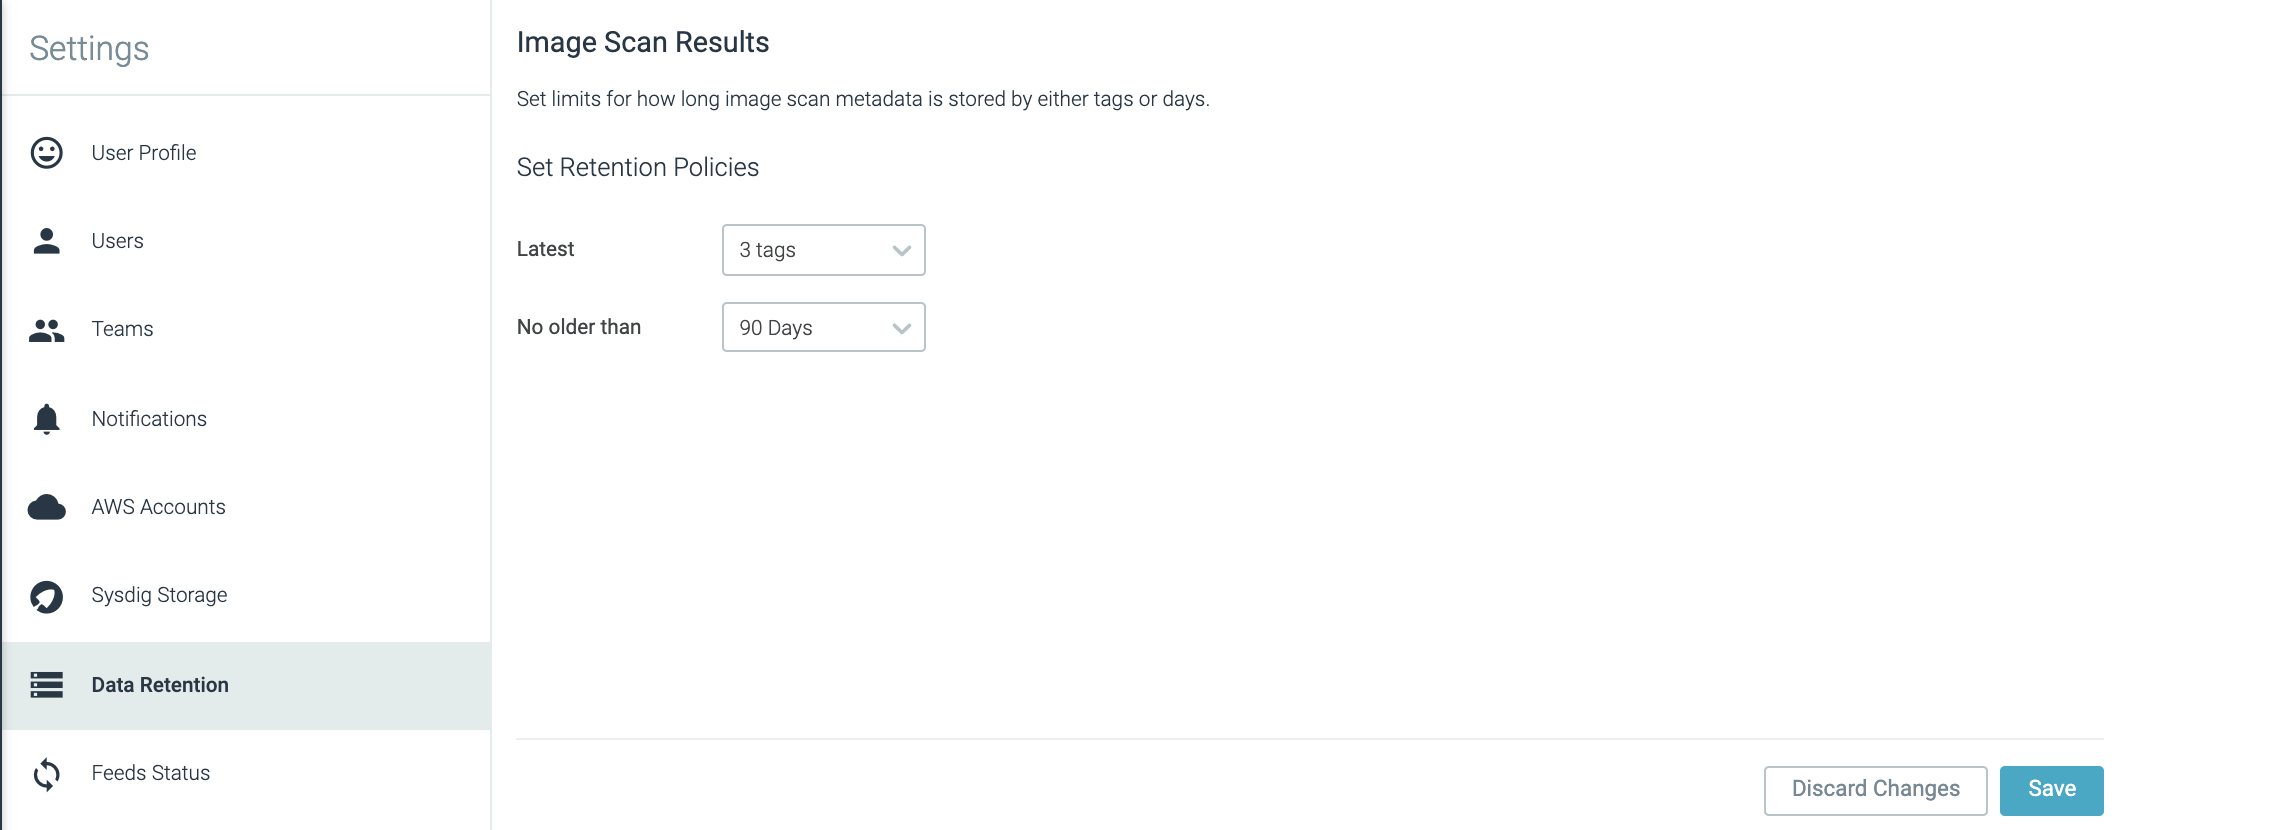 Settings
User Profile
Users
Teams
Notifications
AWS Accounts
Sysdig Storage
Data Retention
Feeds Status
Image Scan Results
Set limits for how long image scan metadata is stored by either tags or days.
Set Retention Policies
Latest 3 tags
No older than 90 Days
Discard Changes Save